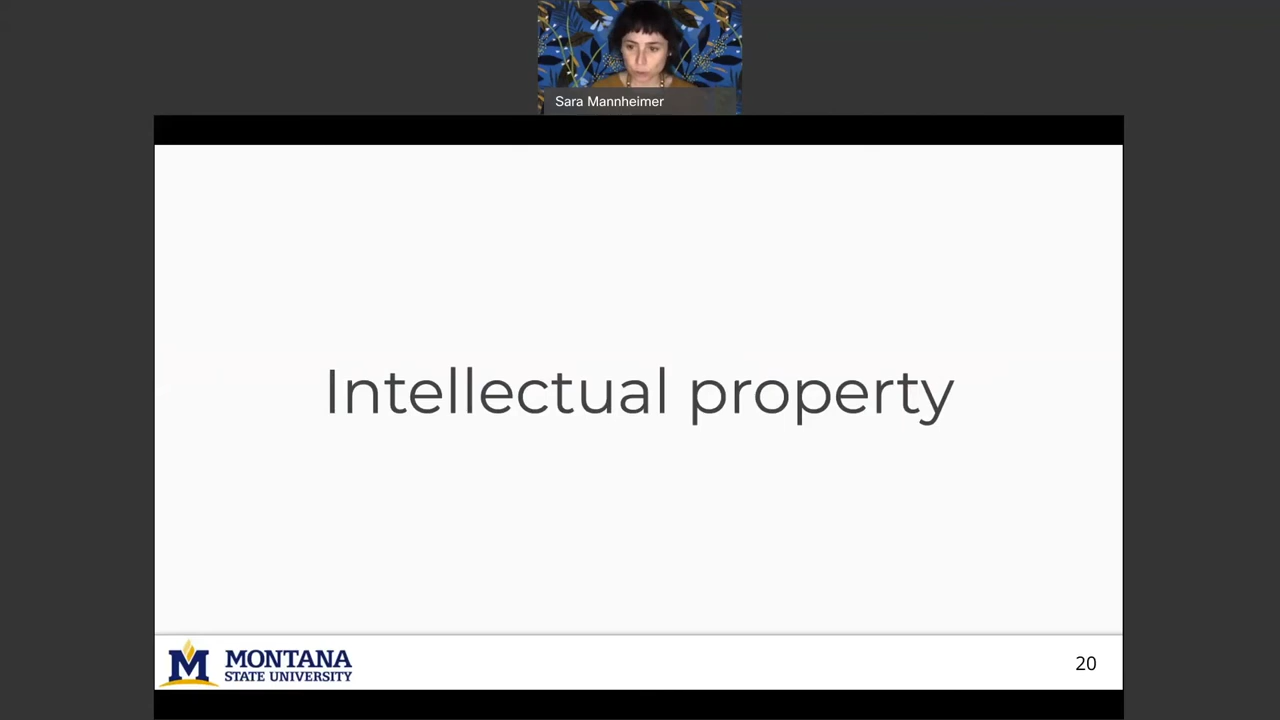 Sara Mannheimer
Intellectual property
M MONTANA
STATE UNIVERSITY
20